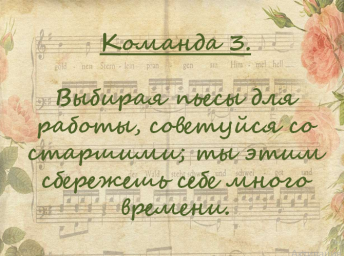 Команда 3.
Выбирая пьесы для
работы, советуйся со
старшими; ты этим
сбережешь себе много
времени.